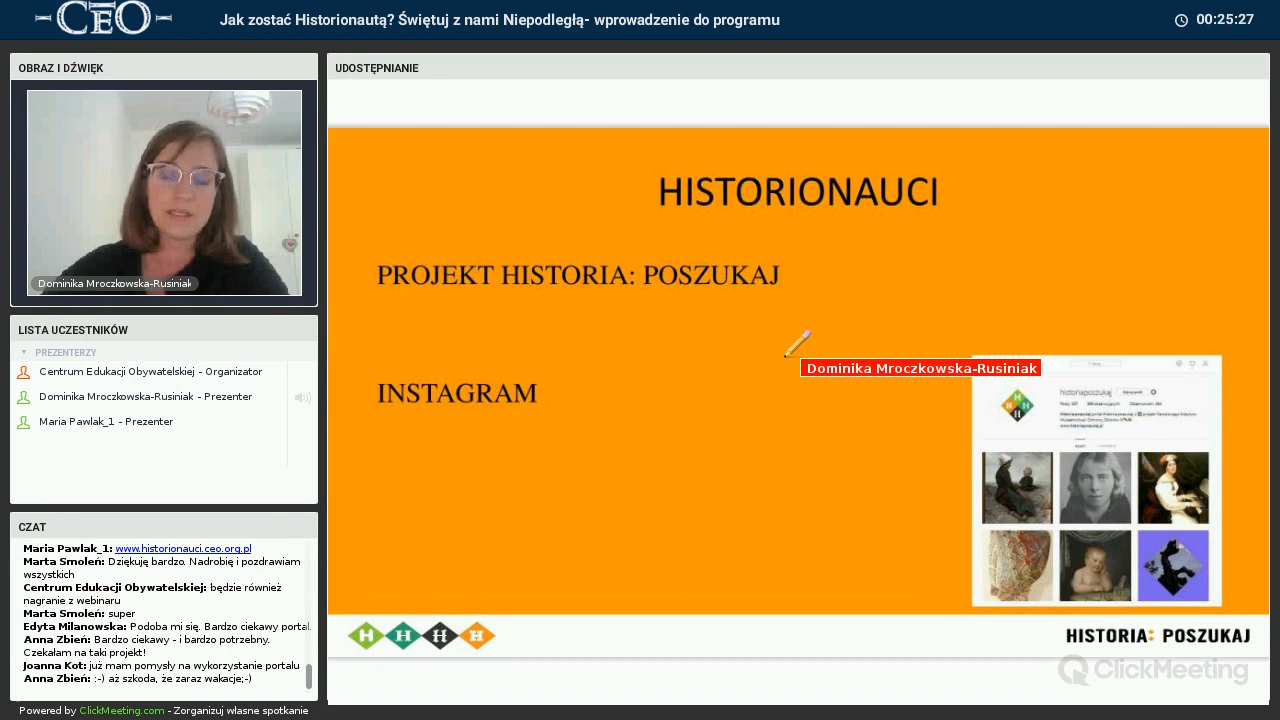 CEO
Jak zostać Historionautą? Świętuj z nami Niepodległą- wprowadzenie do programu
00:25:27
OBRAZ I DŹWIĘK
Dominika Mroczkowska-Rusiniak
LISTA UCZESTNIKÓW
PREZENTERZY
Centrum Edukacji Obywatelskiej - Organizator
Dominika Mroczkowska-Rusiniak - Prezenter
Maria Pawlak_1 - Prezenter
CZAT
Maria Pawlak_1: www.historionauci.ceo.org.pl
Marta Smoleń: Dziękuję bardzo. Nadrobię i pozdrawiam
wszystkich
Centrum Edukacji Obywatelskiej: będzie również
nagranie z webinaru
Marta Smoleń: super
Edyta Milanowska: Podoba mi się. Bardzo ciekawy portal.
Anna Zbień: Bardzo ciekawy - i bardzo potrzebny.
Czekałam na taki projekt!
Joanna Kot: już mam pomysły na wykorzystanie portalu
Anna Zbień: :-) aż szkoda, że zaraz wakacje;-)
Powered by ClickMeeting.com - Zorganizuj własne spotkanie
UDOSTĘPNIANIE
HISTORIONAUCI
PROJEKT HISTORIA: POSZUKAJ
Dominika Mroczkowska-Rusiniak
INSTAGRAM
historiaposzukaj
H H H H
H H H H
HISTORIA: POSZUKAJ
ClickMeeting